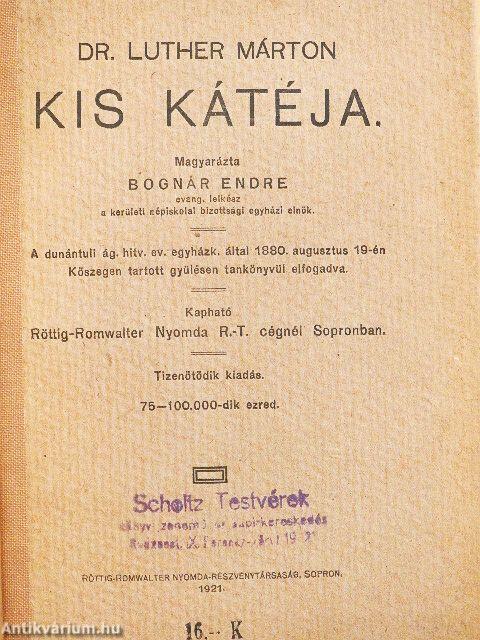 DR. LUTHER MÁRTON
KIS KÁTÉJA.
Magyarázta
BOGNÁR ENDRE
evang. lelkész
a kerületi népiskolai bizottsági egyházi elnök.
A dunántuli ág. hitv. ev. egyházk. által 1880. augusztus 19-én
Kőszegen tartott gyülésen tankönyvül elfogadva.
Kapható
Röttig-Romwalter Nyomda R.-T. cégnél Sopronban.
Tizenötödik kiadás.
75—100.000-dik ezred.
Scholtz Testvérek
RÖTTIG-ROMWALTER NYOMDA-RÉSZVÉNYTÁRSASÁG, SOPRON.
1921.
Antikvárium.hu
16.-- K